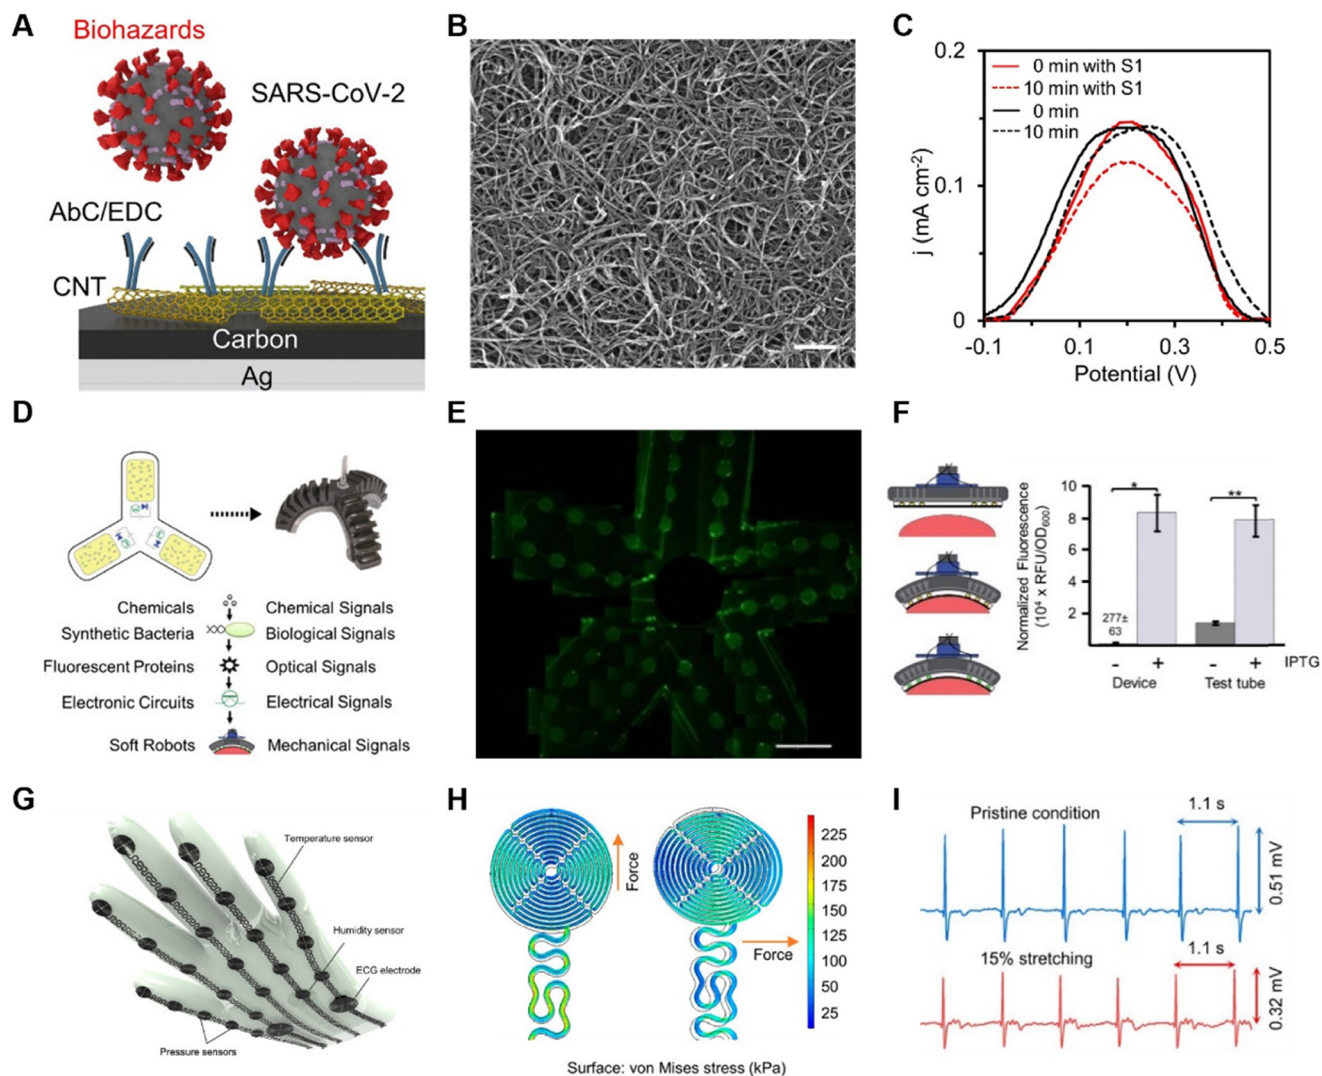 A
Biohazards
SARS-CoV-2
AbC/EDC
CNT
Carbon
Ag
B
C
0.2
0.1
0
j (mA cm-2)
0 min with S1
10 min with S1
0 min
10 min
-0.1
0.1
0.3
0.5
Potential (V)
D
Chemicals
Chemical Signals
Synthetic Bacteria
Biological Signals
Fluorescent Proteins
Optical Signals
Electronic Circuits
Electrical Signals
Soft Robots
Mechanical Signals
E
F
Normalized Fluorescence
(10⁴ x RFU/OD₆₀₀)
10
8
6
4
2
*
**
277±
63
-
+
-
+
IPTG
Device
Test tube
G
Temperature sensor
Humidity sensor
ECG electrode
Pressure sensors
H
Force
Force
225
200
175
150
125
100
75
50
25
Surface: von Mises stress (kPa)
I
Pristine condition
1.1 s
0.51 mV
15% stretching
1.1 s
0.32 mV